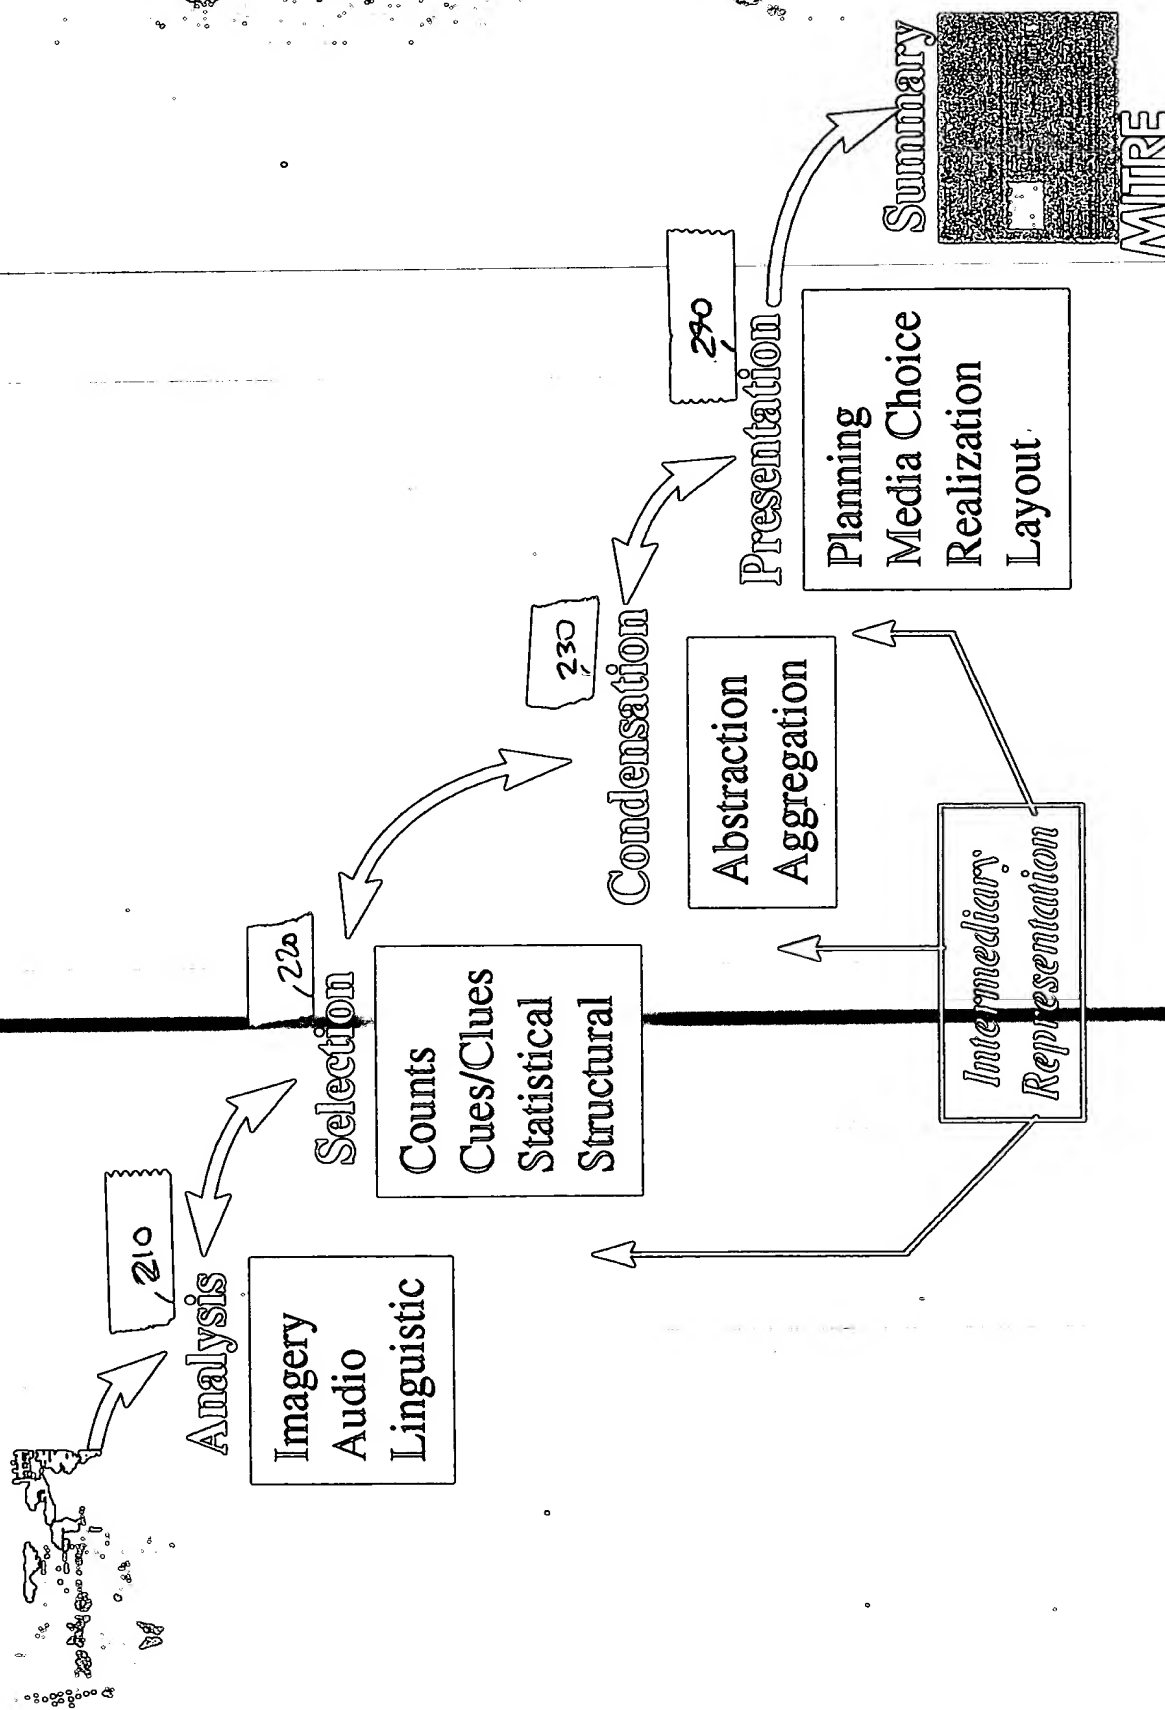 210
Analysis
Imagery
Audio
Linguistic
220
Selection
Counts
Cues/Clues
Statistical
Structural
230
Condensation
Abstraction
Aggregation
240
Presentation
Planning
Media Choice
Realization
Layout
Summary
Intermediary
Representation
MITRE